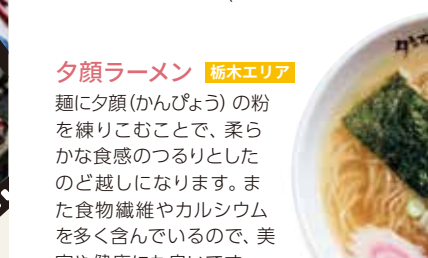 夕顔ラーメン 栃木エリア
麺に夕顔(かんぴょう)の粉
を練りこむことで、柔ら
かな食感のつるりとした
のど越しになります。ま
た食物繊維やカルシウム
を多く含んでいるので、美